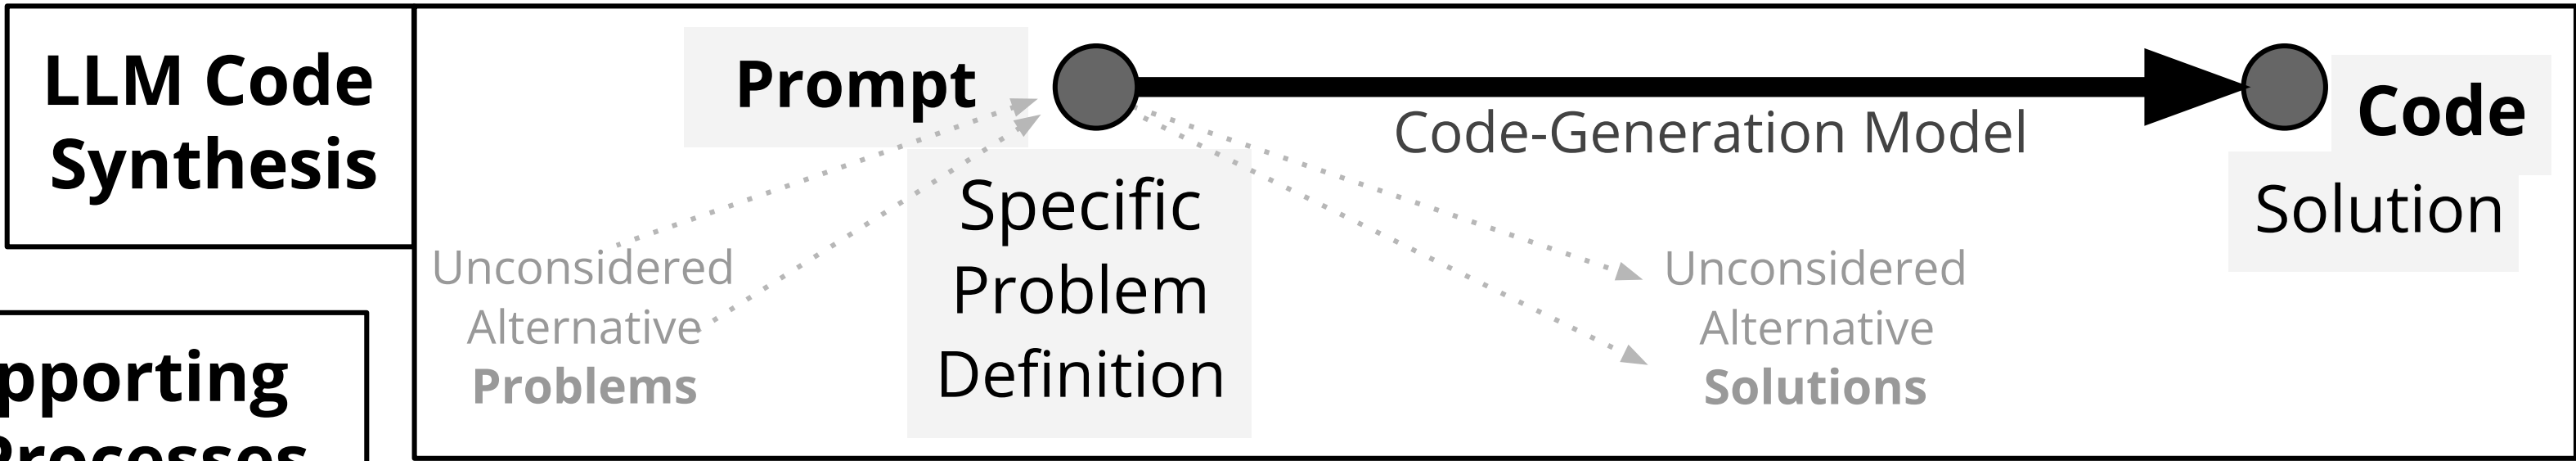 LLM Code
Synthesis
Prompt
Code-Generation Model
Code
Solution
Specific
Problem
Definition
Unconsidered
Alternative
Problems
Unconsidered
Alternative
Solutions
pporting
rocesses